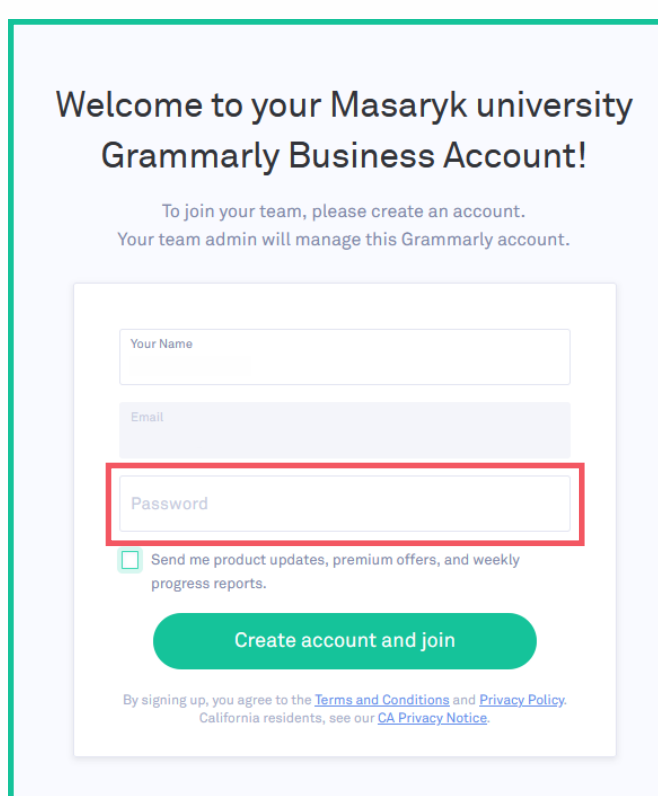 Welcome to your Masaryk university
Grammarly Business Account!
To join your team, please create an account.
Your team admin will manage this Grammarly account.
Your Name
Email
Password
Send me product updates, premium offers, and weekly
progress reports.
Create account and join
By signing up, you agree to the Terms and Conditions and Privacy Policy.
California residents, see our CA Privacy Notice.